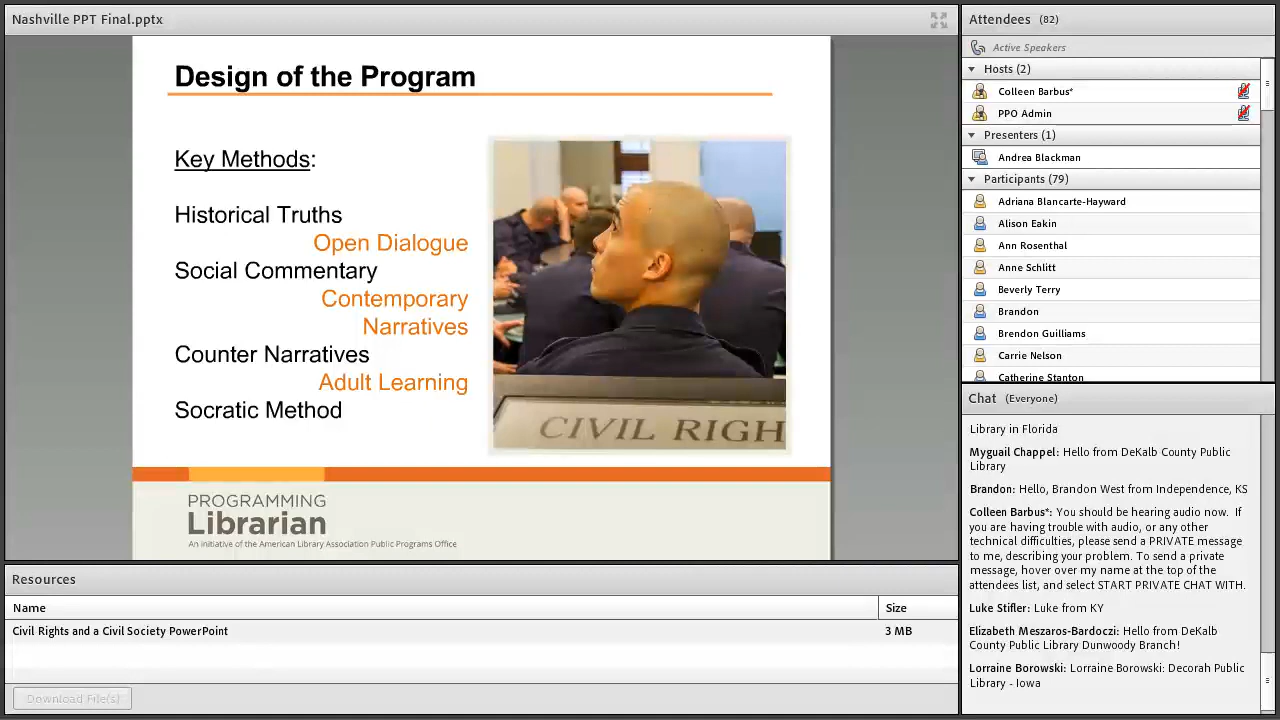 Nashville PPT Final.pptx
Design of the Program
Key Methods:
Historical Truths
Open Dialogue
Social Commentary
Contemporary
Narratives
Counter Narratives
Adult Learning
Socratic Method
CIVIL RIGH
PROGRAMMING
Librarian
An initiative of the American Library Association Public Programs Office
Resources
Name
Size
Civil Rights and a Civil Society PowerPoint
3 MB
Download File(s)
Attendees (82)
Active Speakers
Hosts (2)
Colleen Barbus*
PPO Admin
Presenters (1)
Andrea Blackman
Participants (79)
Adriana Blancarte-Hayward
Alison Eakin
Ann Rosenthal
Anne Schlitt
Beverly Terry
Brandon
Brendon Guilliams
Carrie Nelson
Catherine Stanton
Chat (Everyone)
Library in Florida
Myguail Chappel: Hello from DeKalb County Public
Library
Brandon: Hello, Brandon West from Independence, KS
Colleen Barbus*: You should be hearing audio now. If
you are having trouble with audio, or any other
technical difficulties, please send a PRIVATE message
to me, describing your problem. To send a private
message, hover over my name at the top of the
attendees list, and select START PRIVATE CHAT WITH.
Luke Stifler: Luke from KY
Elizabeth Meszaros-Bardoczi: Hello from DeKalb
County Public Library Dunwoody Branch!
Lorraine Borowski: Lorraine Borowski: Decorah Public
Library - Iowa